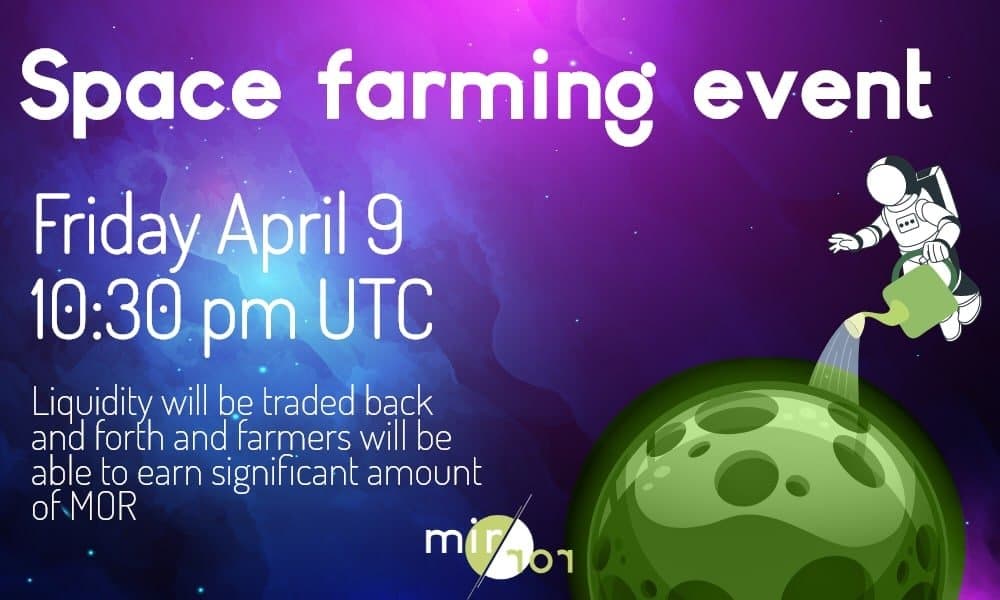 Space farming event
Friday April 9
10:30 pm UTC
Liquidity will be traded back
and forth and farmers will be
able to earn significant amount
of MOR
mir/ror